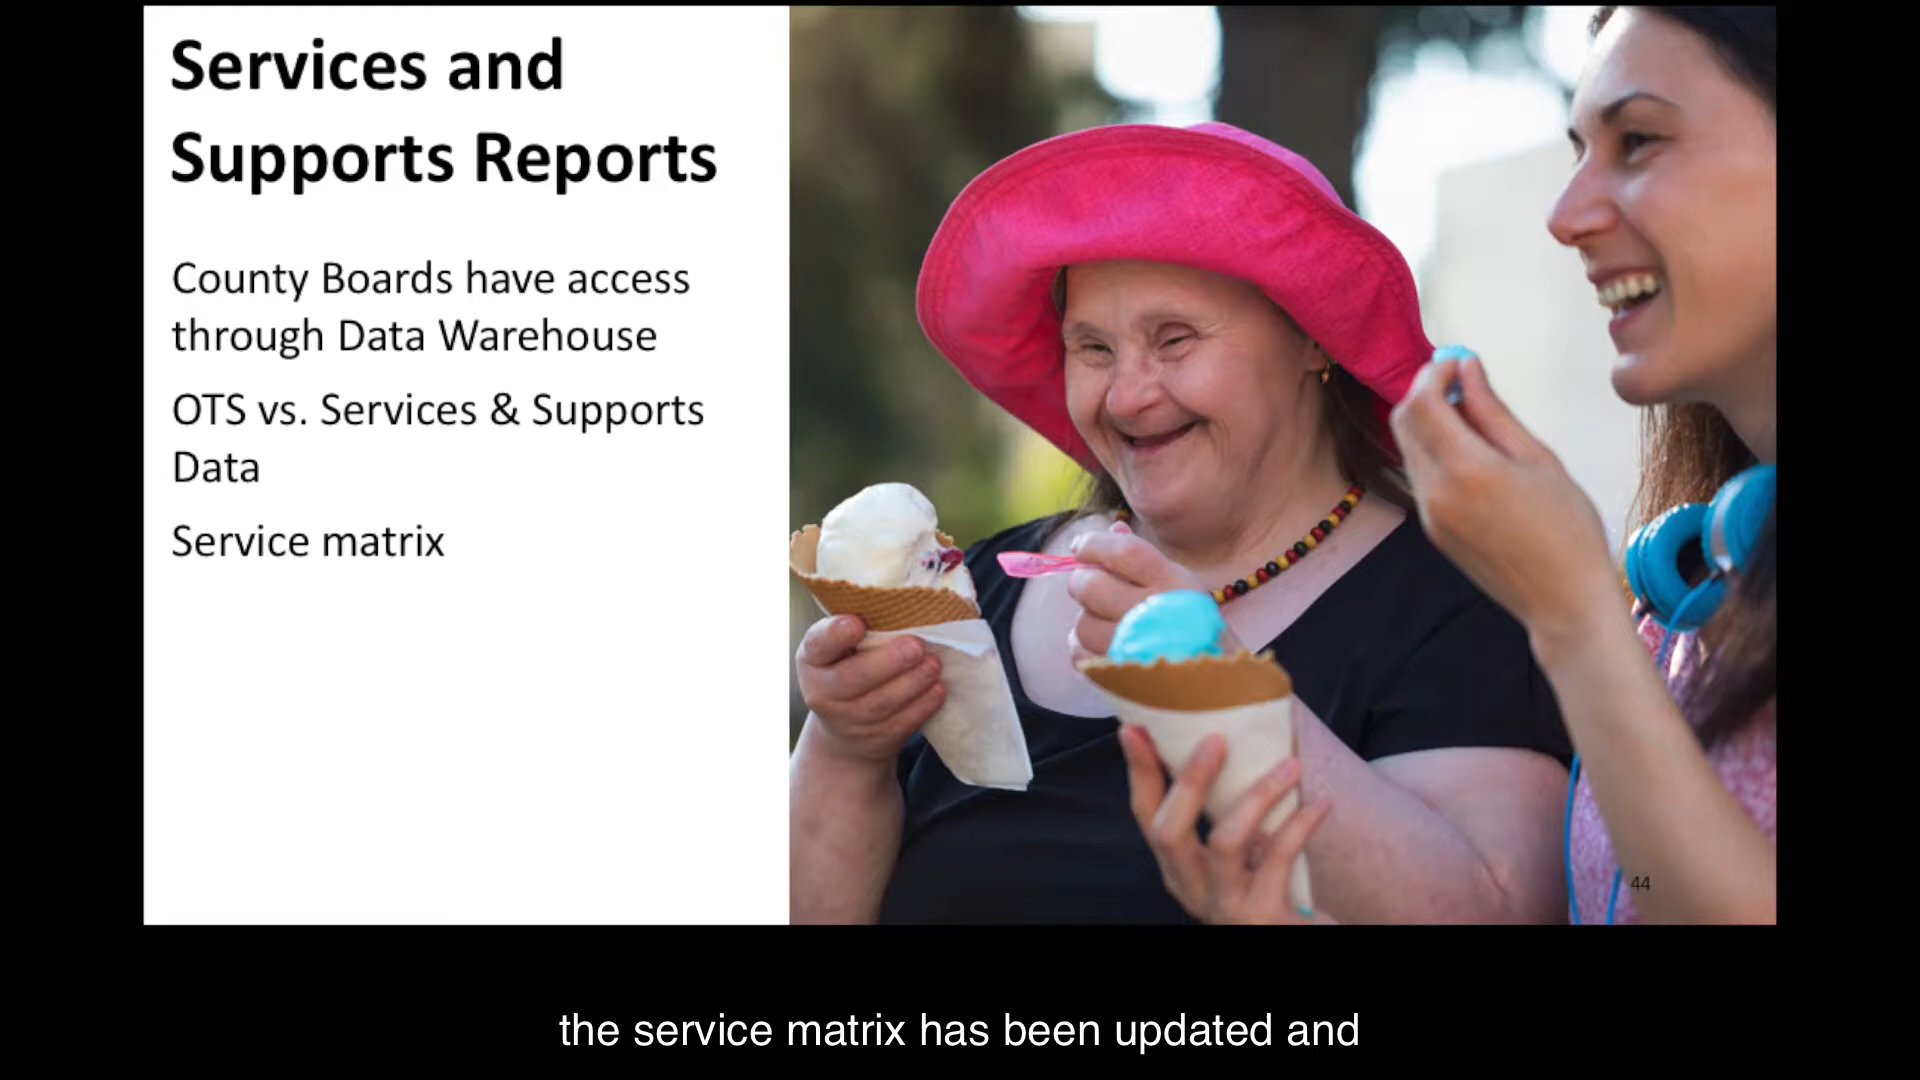 Services and
Supports Reports
County Boards have access
through Data Warehouse
OTS vs. Services & Supports
Data
Service matrix
44
the service matrix has been updated and